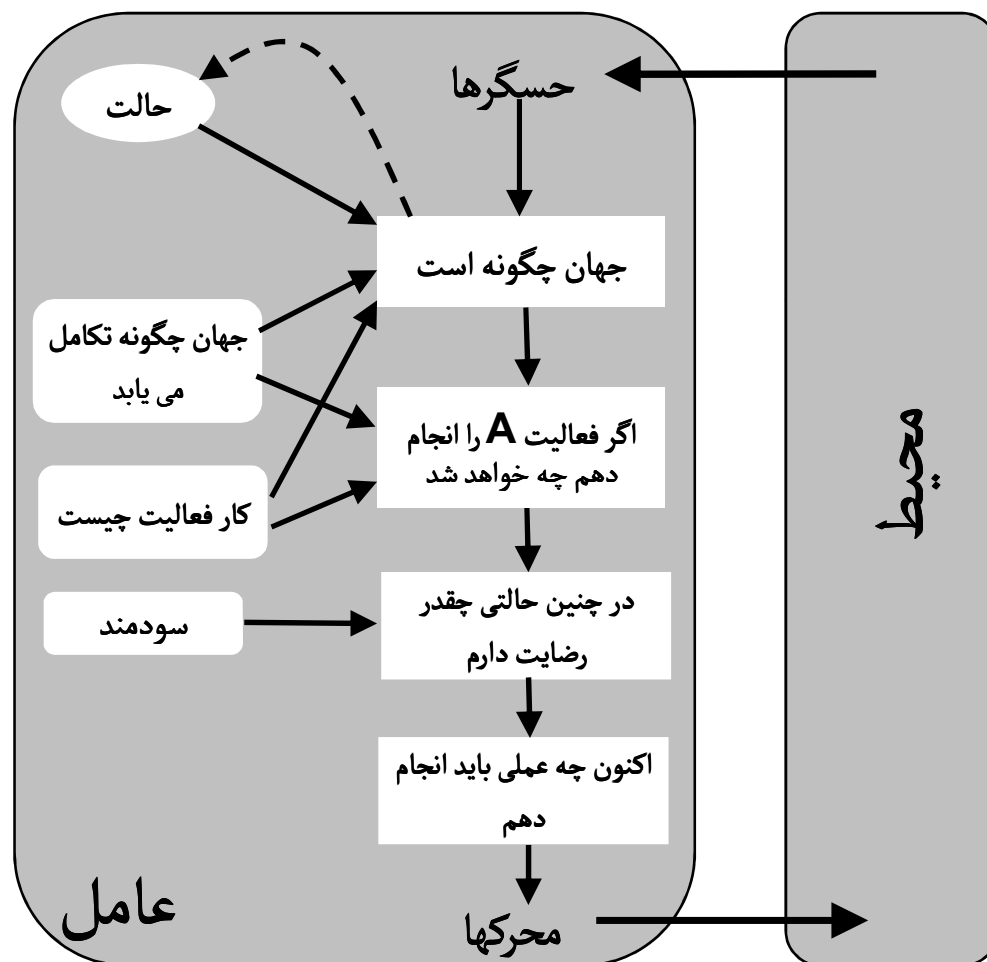 حسگرها
حالت
جهان چگونه است
جهان چگونه تکامل
می یابد
اگر فعالیت A را انجام
دهم چه خواهد شد
کار فعالیت چیست
در چنین حالتی چقدر
رضایت دارم
سودمند
اکنون چه عملی باید انجام
دهم
محرکها
عامل
محیط